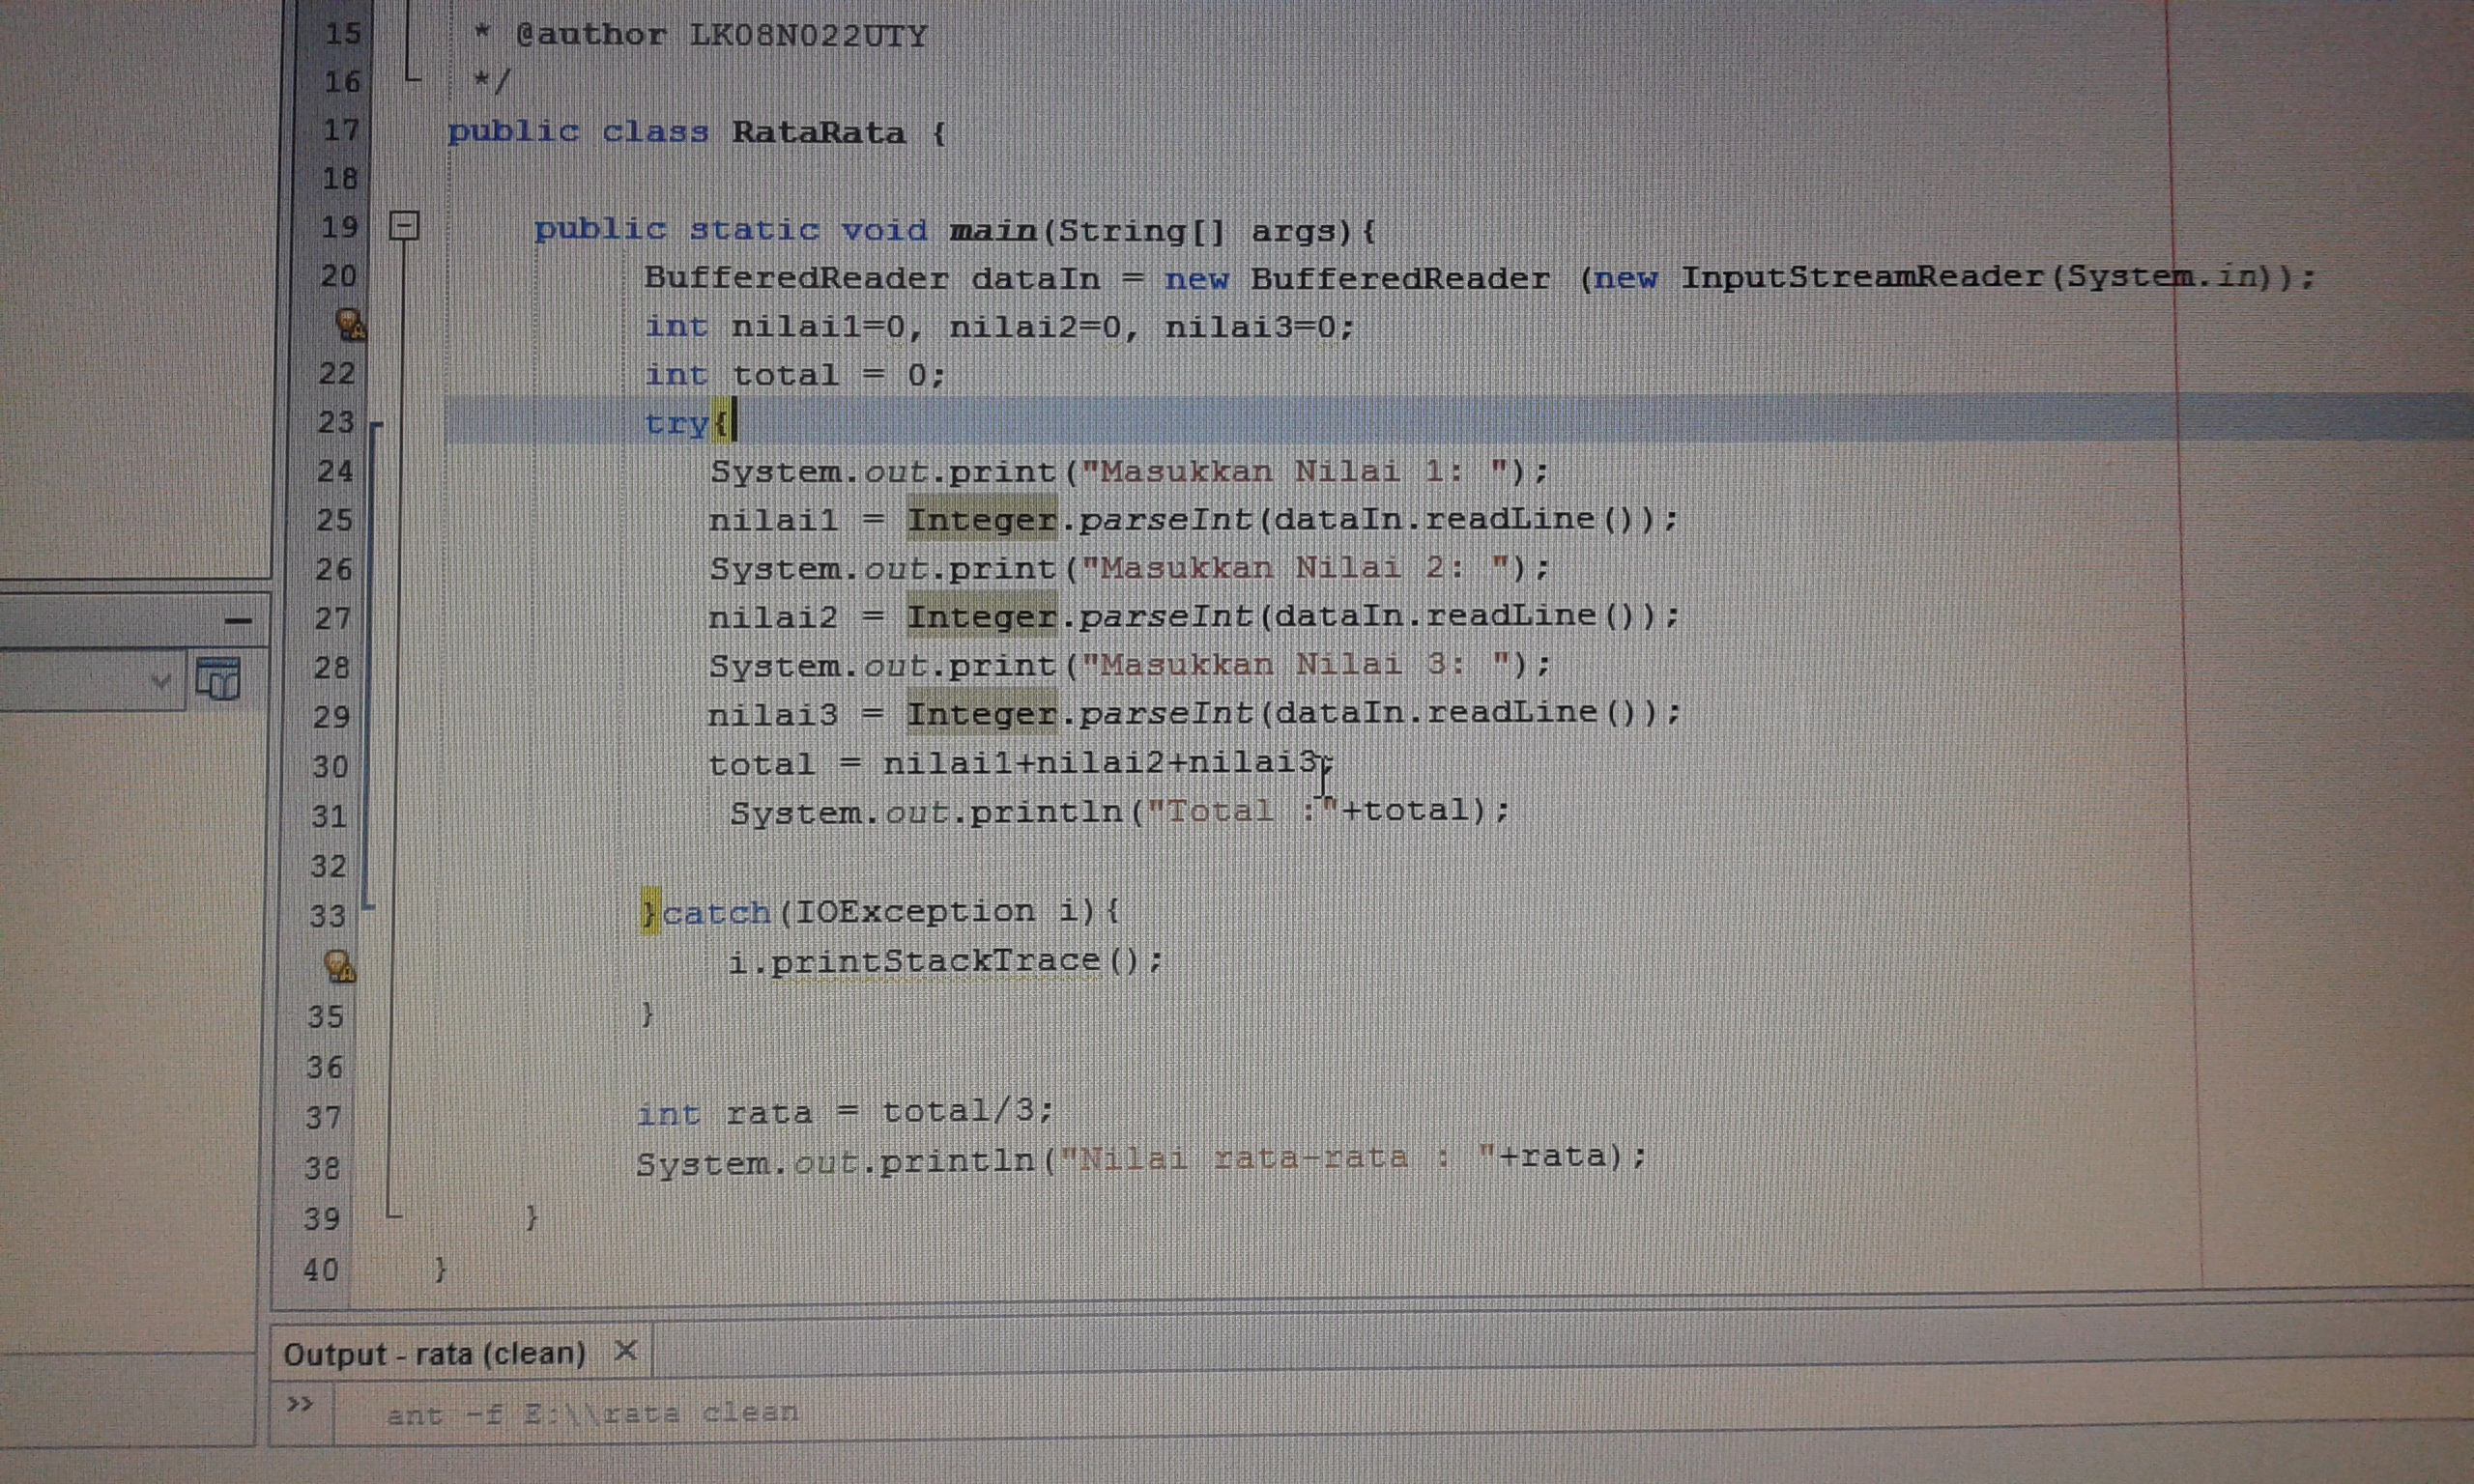 15 * @author LK08N022UTY
16 */
17 public class RataRata {
18
19 public static void main(String[] args){
20 BufferedReader dataIn = new BufferedReader (new InputStreamReader(System.in));
int nilai1=0, nilai2=0, nilai3=0;
22 int total = 0;
23 try{
24 System.out.print("Masukkan Nilai 1: ");
25 nilai1 = Integer.parseInt(dataIn.readLine());
26 System.out.print("Masukkan Nilai 2: ");
27 nilai2 = Integer.parseInt(dataIn.readLine());
28 System.out.print("Masukkan Nilai 3: ");
29 nilai3 = Integer.parseInt(dataIn.readLine());
30 total = nilai1+nilai2+nilai3;
31 System.out.println("Total :"+total);
32
33 }catch(IOException i){
i.printStackTrace();
35 }
36
37 int rata = total/3;
38 System.out.println("Nilai rata-rata : "+rata);
39 }
40 }
Output - rata (clean)
ant -f E:\\rata clean